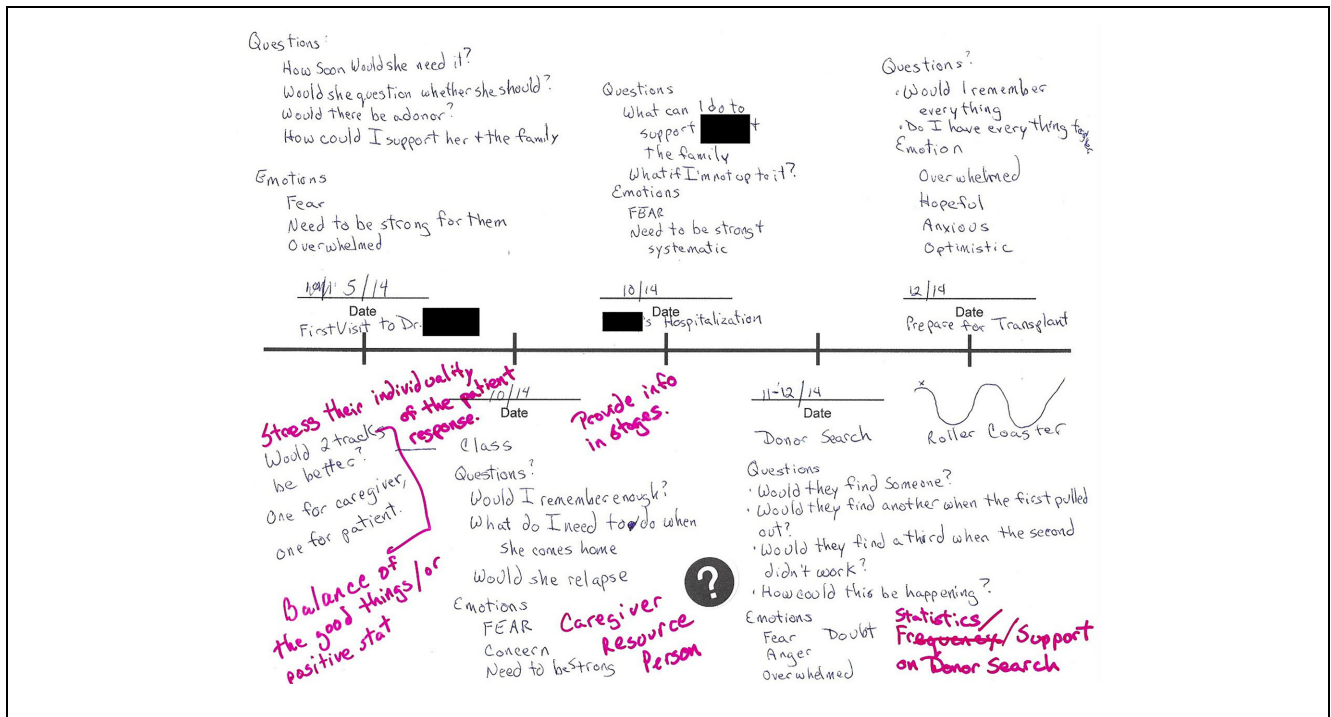 Questions:
How Soon Would she need it?
Would she question whether she should?
Would there be a donor?
How could I support her + the family
Emotions
Fear
Need to be strong for them
Overwhelmed
5/14
Date
First Visit to Dr.
Questions
What can I do to
support +
the family
What if I'm not up to it?
Emotions
FEAR
Need to be strong +
systematic
10/14
Date
's Hospitalization
Questions?
• Would I remember
everything
• Do I have everything
Emotion
Overwhelmed
Hopeful
Anxious
Optimistic
12/14
Date
Prepare for Transplant
Stress their individuality
of the patient
response.
Would 2 tracks
be better?
One for caregiver,
one for patient.
Balance of
the good things/or
positive stat
10/14
Date
Class
Questions?
Would I remember enough?
What do I need to do when
she comes home
Would she relapse
Emotions
FEAR
Concern
Need to be Strong
Provide info
in stages.
?
Caregiver
Resource
Person
11-12/14
Date
Donor Search
Questions
• Would they find Someone?
• Would they find another when the first pulled
out?
• Would they find a third when the second
didn't work?
• How could this be happening?
Emotions
Fear Doubt
Anger
Overwhelmed
Roller Coaster
Statistics/
Frequency/Support
on Donor Search